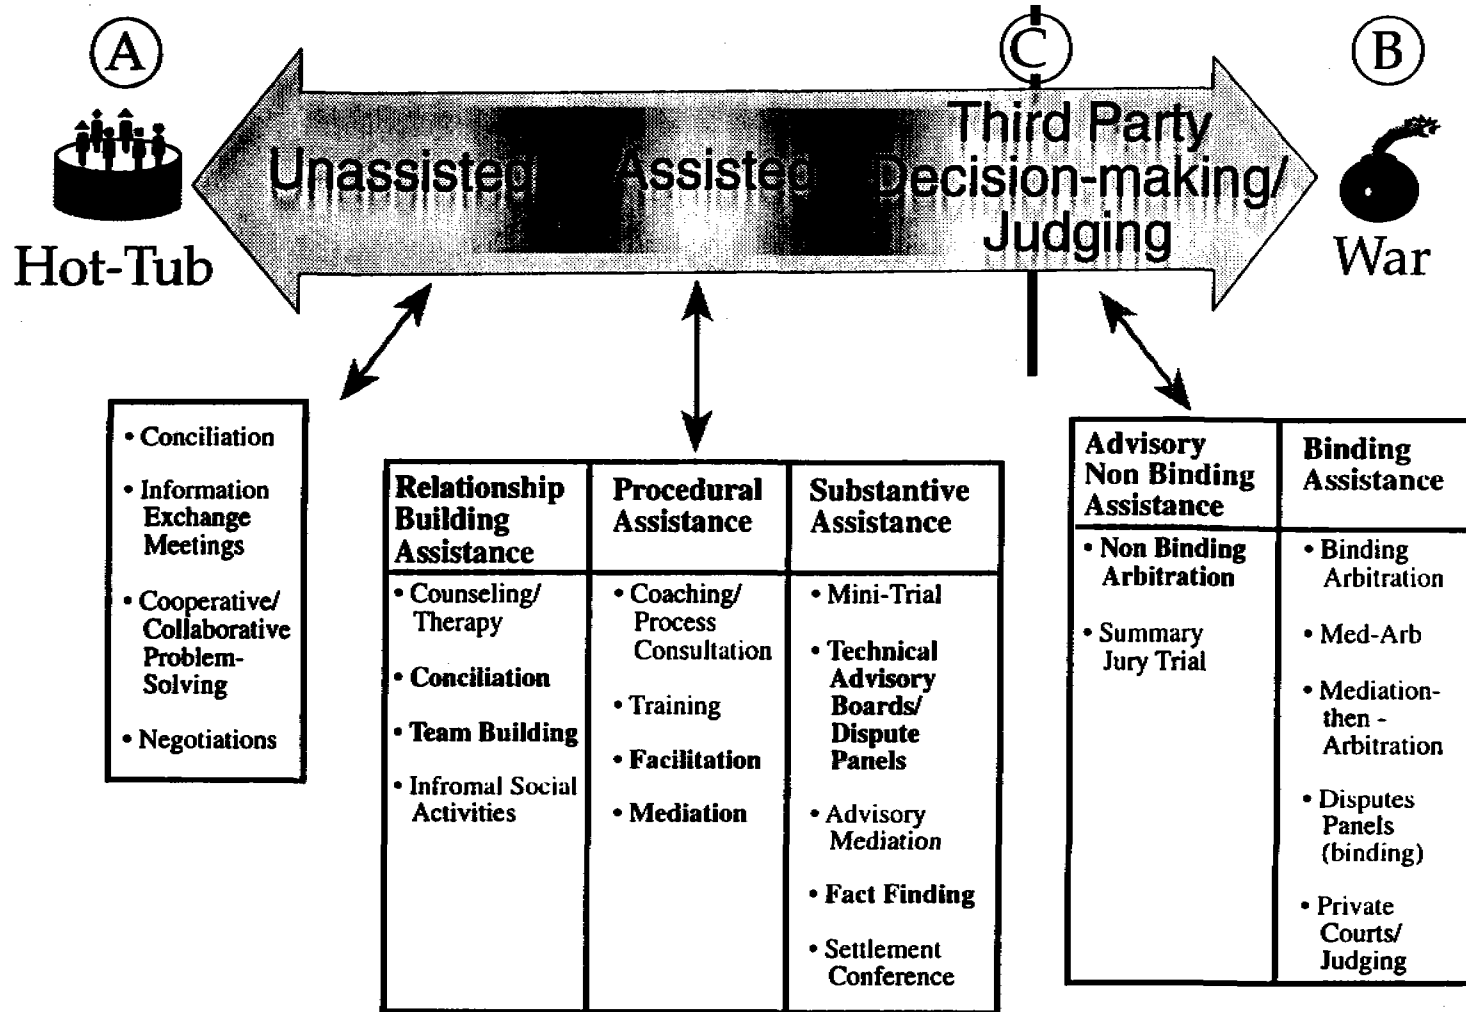 A
C
B
Unassisted
Assisted
Third Party
Decision-making/
Judging
Hot-Tub
War
• Conciliation
• Information
Exchange
Meetings
• Cooperative/
Collaborative
Problem-
Solving
• Negotiations
Relationship
Building
Assistance
• Counseling/
Therapy
• Conciliation
• Team Building
• Infromal Social
Activities
Procedural
Assistance
• Coaching/
Process
Consultation
• Training
• Facilitation
• Mediation
Substantive
Assistance
• Mini-Trial
• Technical
Advisory
Boards/
Dispute
Panels
• Advisory
Mediation
• Fact Finding
• Settlement
Conference
Advisory
Non Binding
Assistance
• Non Binding
Arbitration
• Summary
Jury Trial
Binding
Assistance
• Binding
Arbitration
• Med-Arb
• Mediation-
then -
Arbitration
• Disputes
Panels
(binding)
• Private
Courts/
Judging